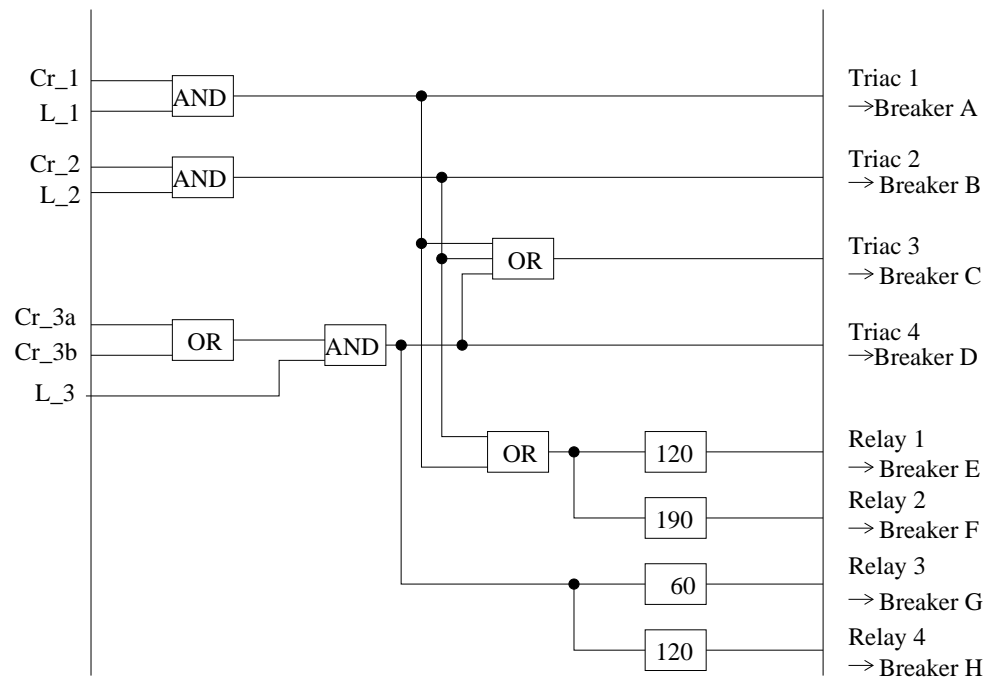 Cr_1
AND
L_1
Triac 1
→Breaker A
Cr_2
AND
L_2
Triac 2
→ Breaker B
OR
Triac 3
→ Breaker C
Cr_3a
OR
Cr_3b
AND
L_3
Triac 4
→Breaker D
OR
120
Relay 1
→ Breaker E
190
Relay 2
→ Breaker F
60
Relay 3
→ Breaker G
120
Relay 4
→ Breaker H